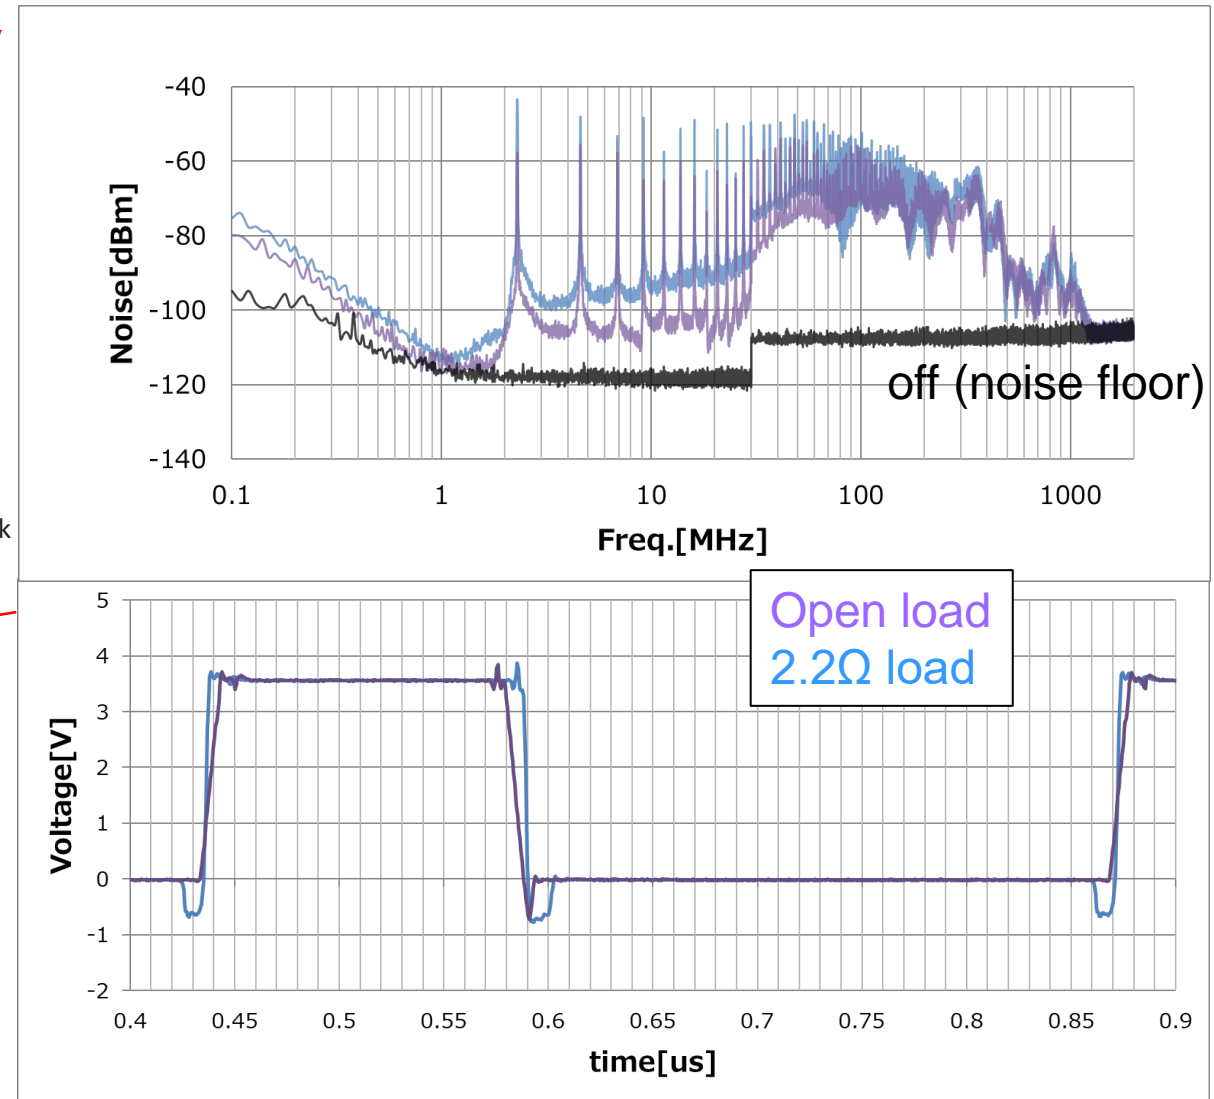 -40
-60
-80
-100
-120
-140
Noise[dBm]
off (noise floor)
0.1 1 10 100 1000
Freq.[MHz]
k
Open load
2.2Ω load
5
4
3
2
1
0
-1
-2
Voltage[V]
0.4 0.45 0.5 0.55 0.6 0.65 0.7 0.75 0.8 0.85 0.9
time[us]